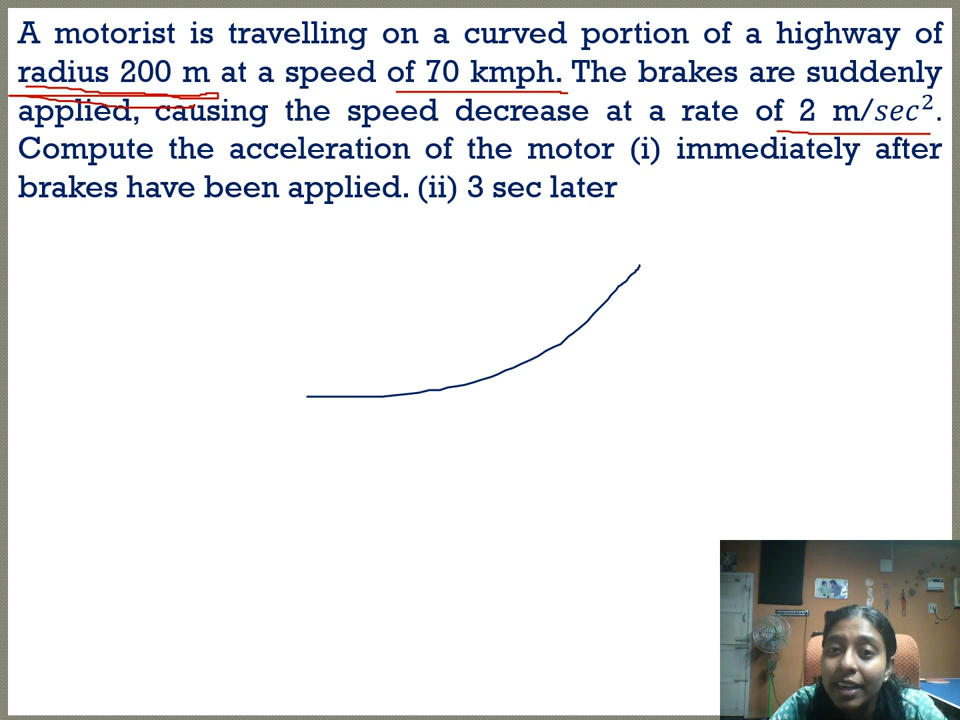 A motorist is travelling on a curved portion of a highway of
radius 200 m at a speed of 70 kmph. The brakes are suddenly
applied, causing the speed decrease at a rate of 2 m/sec².
Compute the acceleration of the motor (i) immediately after
brakes have been applied. (ii) 3 sec later